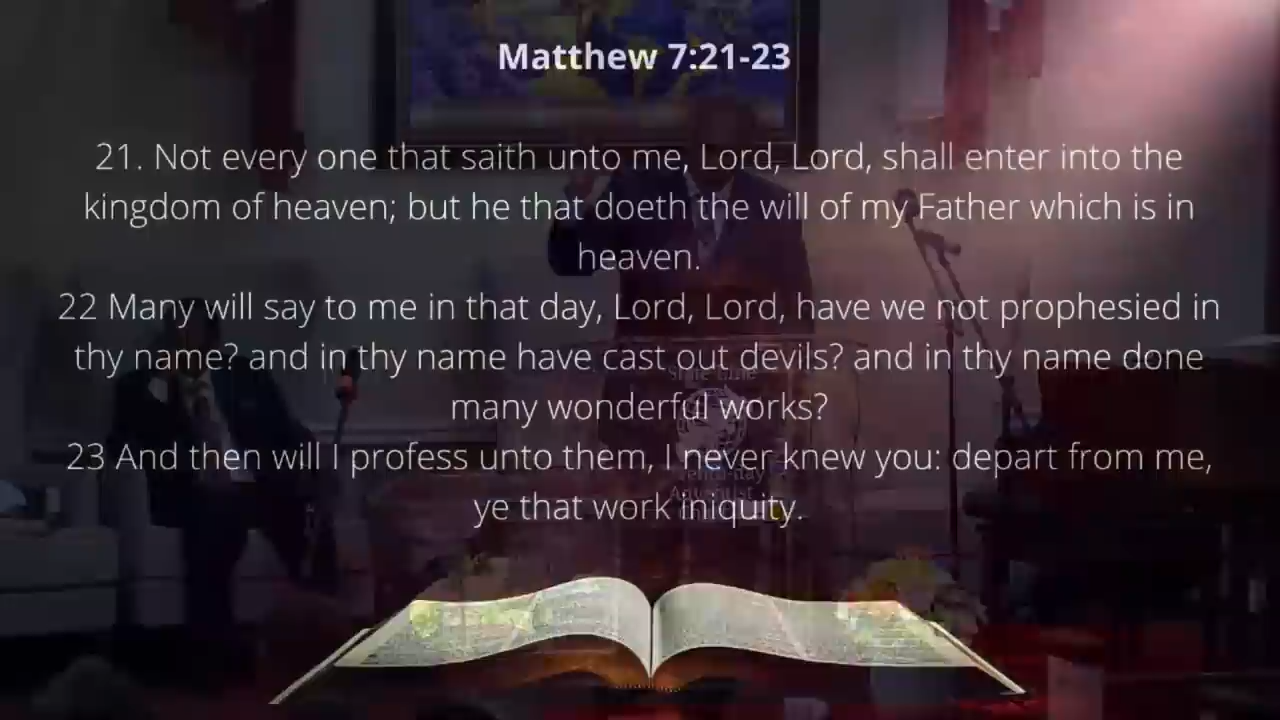 Matthew 7:21-23
21. Not every one that saith unto me, Lord, Lord, shall enter into the
kingdom of heaven; but he that doeth the will of my Father which is in
heaven.
22 Many will say to me in that day, Lord, Lord, have we not prophesied in
thy name? and in thy name have cast out devils? and in thy name done
many wonderful works?
23 And then will I profess unto them, I never knew you: depart from me,
ye that work iniquity.